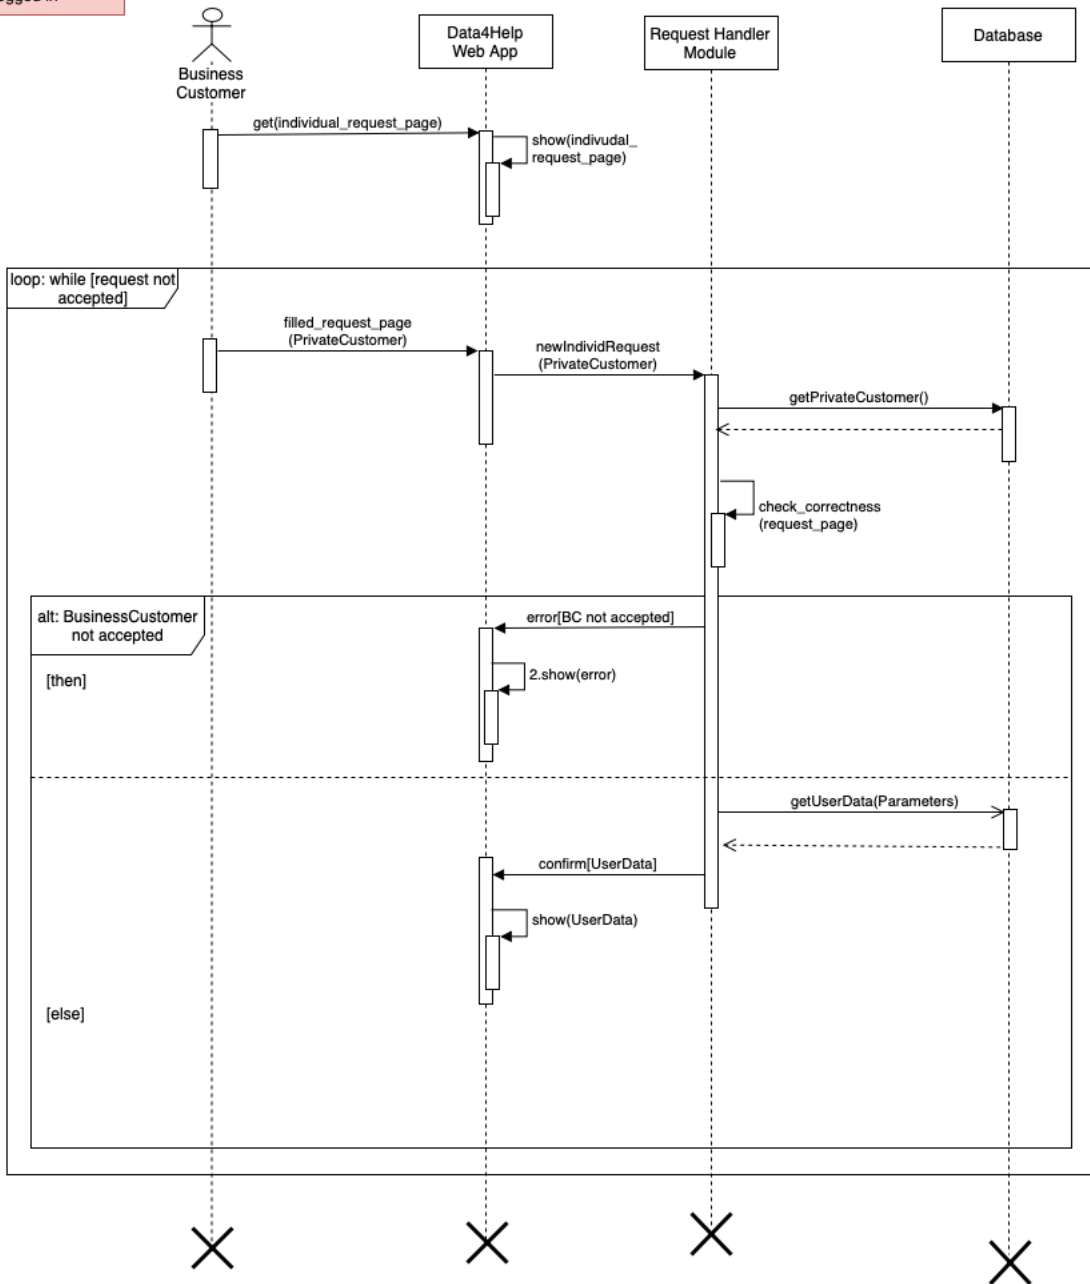 Business
Customer
Data4Help
Web App
Request Handler
Module
Database
get(individual_request_page)
show(indivudal_
request_page)
loop: while [request not
accepted]
filled_request_page
(PrivateCustomer)
newIndividRequest
(PrivateCustomer)
getPrivateCustomer()
check_correctness
(request_page)
alt: BusinessCustomer
not accepted
error[BC not accepted]
[then]
2.show(error)
getUserData(Parameters)
confirm[UserData]
show(UserData)
[else]